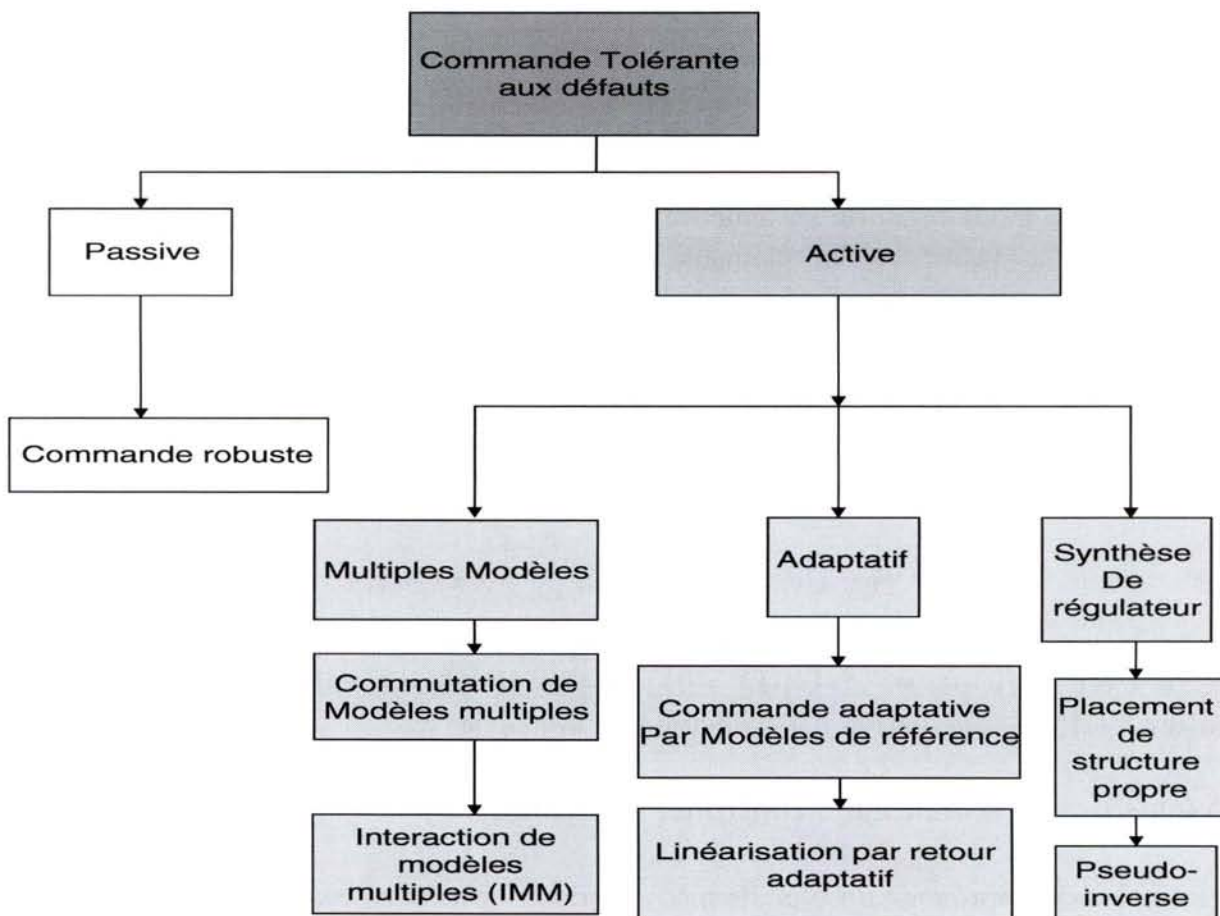 Commande Tolérante
aux défauts
Passive
Active
Commande robuste
Multiples Modèles
Adaptatif
Synthèse
De
régulateur
Commutation de
Modèles multiples
Commande adaptative
Par Modèles de référence
Placement
de
structure
propre
Interaction de
modèles
multiples (IMM)
Linéarisation par retour
adaptatif
Pseudo-
inverse